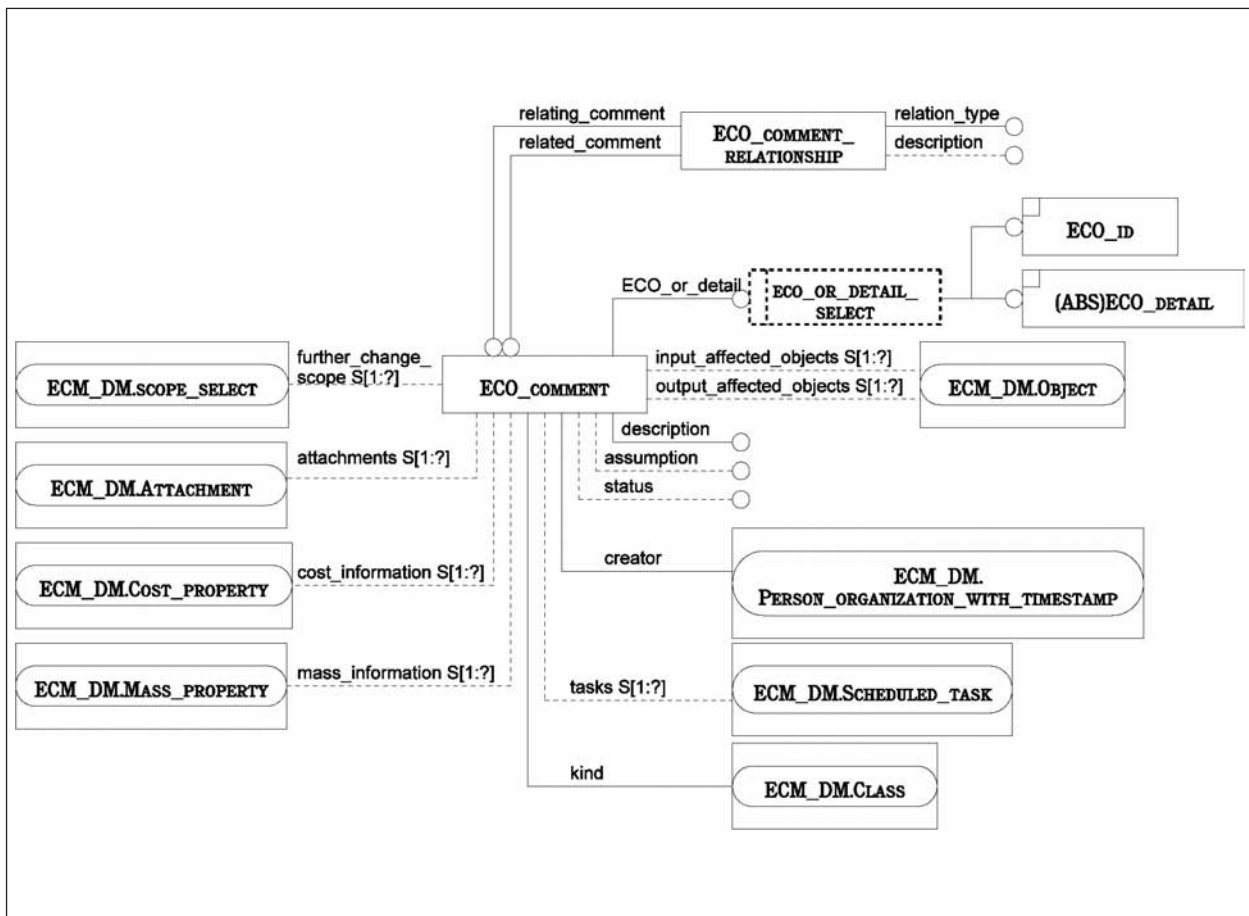 relating_comment
related_comment
ECO_COMMENT_
RELATIONSHIP
relation_type
description
ECO_ID
ECO_or_detail
ECO_OR_DETAIL_
SELECT
(ABS)ECO_DETAIL
further_change_
scope S[1:?]
ECM_DM.SCOPE_SELECT
ECO_COMMENT
input_affected_objects S[1:?]
output_affected_objects S[1:?]
ECM_DM.OBJECT
description
assumption
status
attachments S[1:?]
ECM_DM.ATTACHMENT
creator
ECM_DM.
PERSON_ORGANIZATION_WITH_TIMESTAMP
cost_information S[1:?]
ECM_DM.COST_PROPERTY
mass_information S[1:?]
ECM_DM.MASS_PROPERTY
tasks S[1:?]
ECM_DM.SCHEDULED_TASK
kind
ECM_DM.CLASS